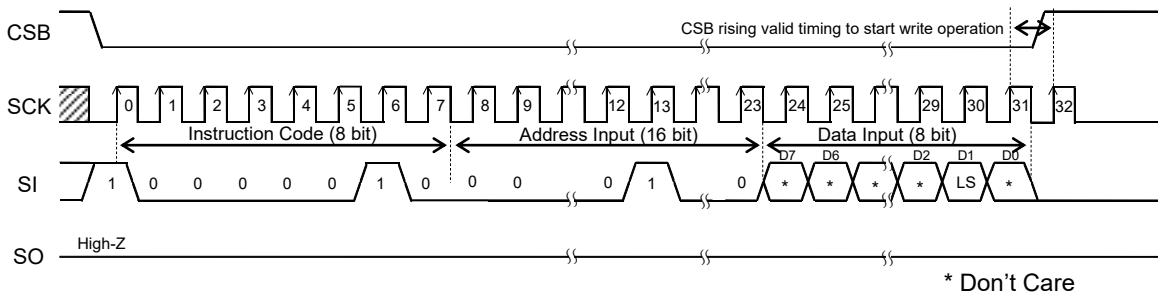 CSB
CSB rising valid timing to start write operation
SCK
0 1 2 3 4 5 6 7 8 9 12 13 23 24 25 29 30 31 32
Instruction Code (8 bit) Address Input (16 bit) Data Input (8 bit)
D7 D6 D2 D1 D0
SI
1 0 0 0 0 0 1 0 0 0 0 1 0 * * * * LS *
High-Z
SO
* Don't Care